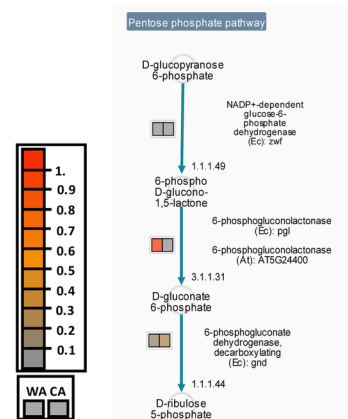 Pentose phosphate pathway
D-glucopyranose
6-phosphate
NADP+-dependent
glucose-6-
phosphate
dehydrogenase
(Ec): zwf
1.1.1.49
6-phospho
D-glucono-
1,5-lactone
6-phosphogluconolactonase
(Ec): pgl
6-phosphogluconolactonase
(At): AT5G24400
3.1.1.31
D-gluconate
6-phosphate
6-phosphogluconate
dehydrogenase,
decarboxylating
(Ec): gnd
1.1.1.44
D-ribulose
5-phosphate
1.
0.9
0.8
0.7
0.6
0.5
0.4
0.3
0.2
0.1
WA CA